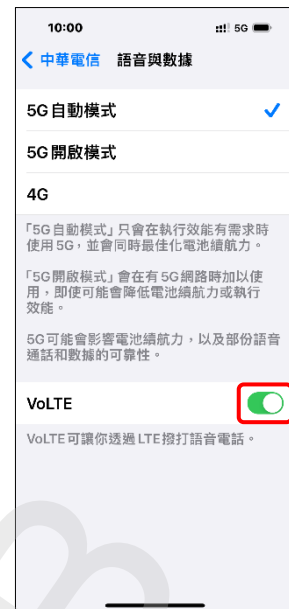 10:00 5G
中華電信 語音與數據
5G自動模式
5G開啟模式
4G
「5G自動模式」只會在執行效能有需求時
使用5G，並會同時最佳化電池續航力。
「5G開啟模式」會在有5G網路時加以使
用，即使可能會降低電池續航力或執行
效能。
5G可能會影響電池續航力，以及部份語音
通話和數據的可靠性。
VoLTE
VoLTE可讓你透過LTE撥打語音電話。